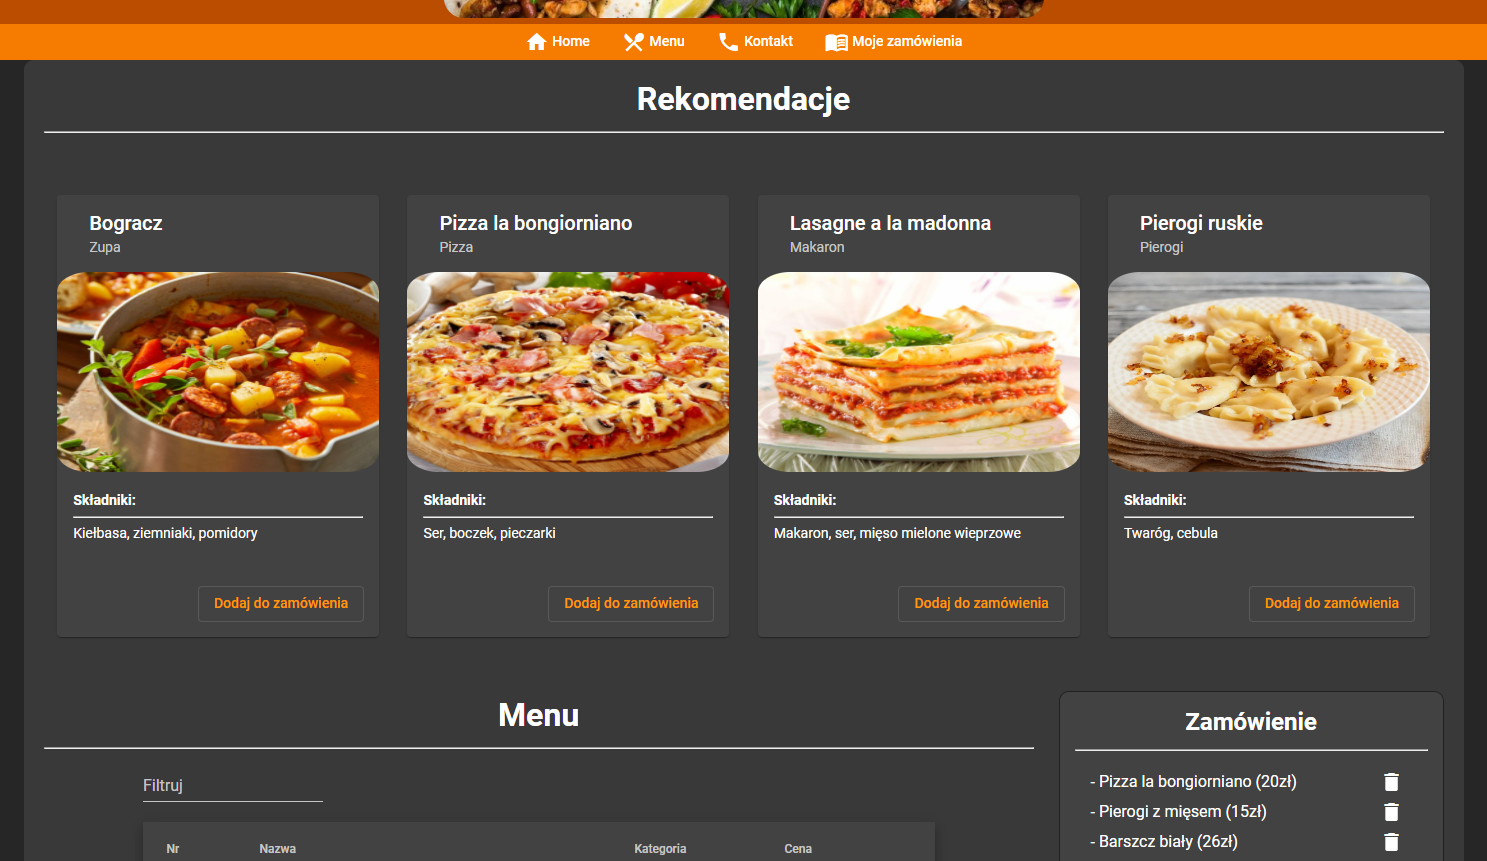 Home Menu Kontakt Moje zamówienia
Rekomendacje
Bogracz
Zupa
Składniki:
Kiełbasa, ziemniaki, pomidory
Dodaj do zamówienia
Pizza la bongiorniano
Pizza
Składniki:
Ser, boczek, pieczarki
Dodaj do zamówienia
Lasagne a la madonna
Makaron
Składniki:
Makaron, ser, mięso mielone wieprzowe
Dodaj do zamówienia
Pierogi ruskie
Pierogi
Składniki:
Twaróg, cebula
Dodaj do zamówienia
Menu
Filtruj
Nr Nazwa Kategoria Cena
Zamówienie
- Pizza la bongiorniano (20zł)
- Pierogi z mięsem (15zł)
- Barszcz biały (26zł)